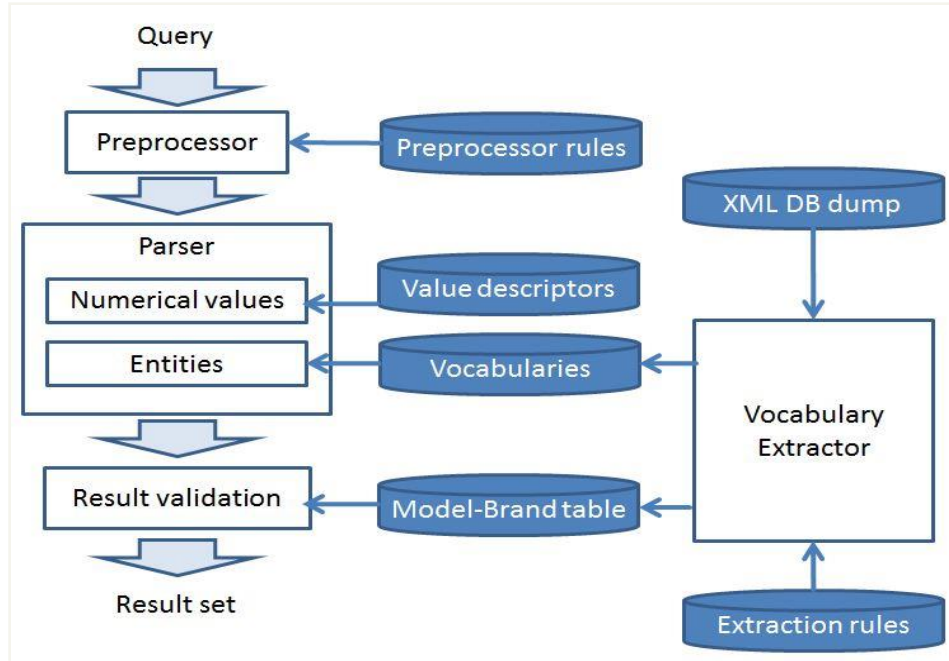 Query
Preprocessor
Preprocessor rules
XML DB dump
Parser
Numerical values
Value descriptors
Entities
Vocabularies
Vocabulary
Extractor
Result validation
Model-Brand table
Result set
Extraction rules